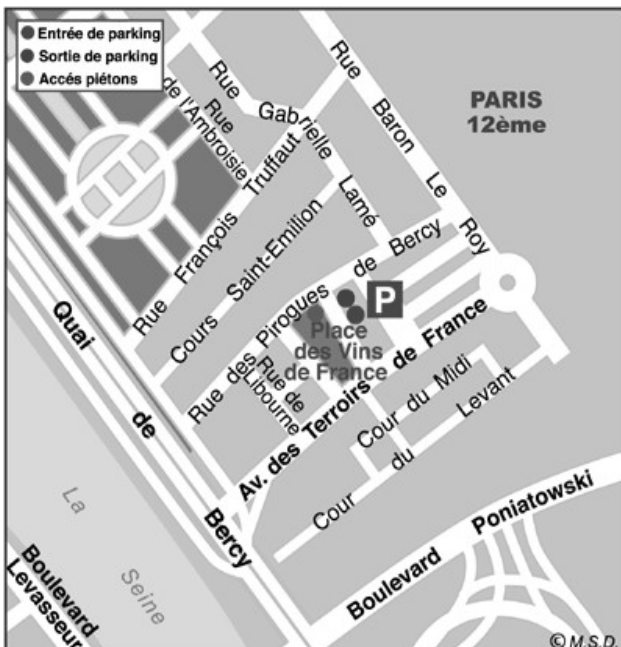 Entrée de parking
Sortie de parking
Accés piétons
PARIS
12ème
Rue
de l'Ambroisie
Rue Gabrielle Lamé
Rue Baron Le Roy
Rue François Truffaut
Cours Saint-Emilion
Rue des Pirogues de Bercy
P
Place
des Vins
de France
Rue de
Libourne
Av. des Terroirs de France
Cour du Midi
Cour du Levant
Quai de Bercy
La Seine
Boulevard
Levasseur
Boulevard Poniatowski
© M.S.D.